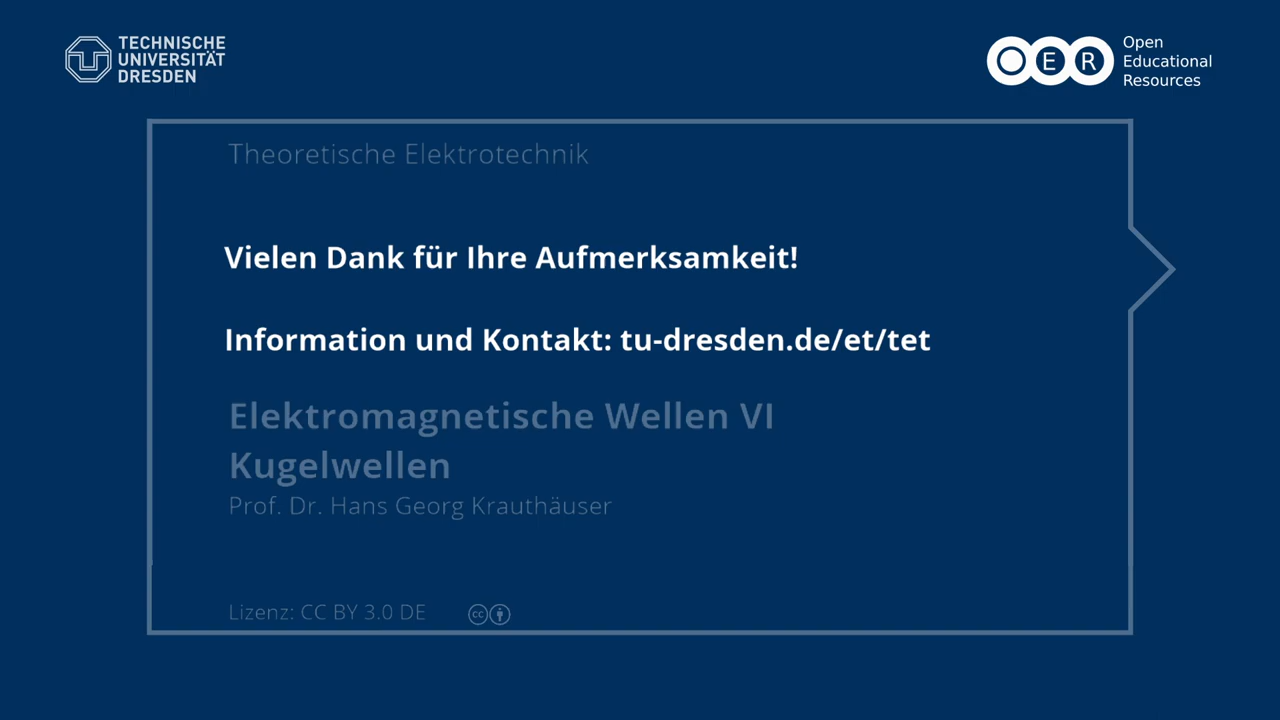 TECHNISCHE
UNIVERSITÄT
DRESDEN
OER
Open
Educational
Resources
Theoretische Elektrotechnik
Vielen Dank für Ihre Aufmerksamkeit!
Information und Kontakt: tu-dresden.de/et/tet
Elektromagnetische Wellen VI
Kugelwellen
Prof. Dr. Hans Georg Krauthäuser
Lizenz: CC BY 3.0 DE cc